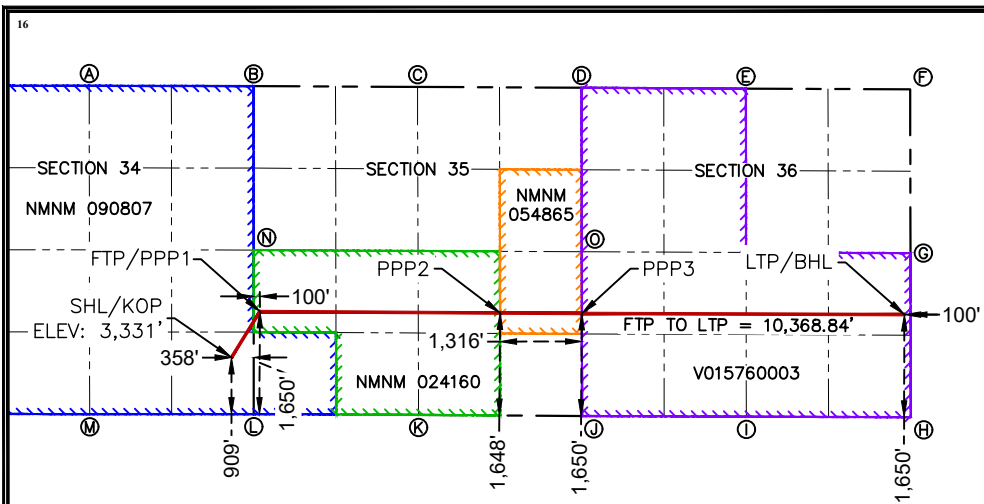 16
A
B
C
D
E
F
SECTION 34
SECTION 35
SECTION 36
NMNM 090807
NMNM
054865
N
O
G
FTP/PPP1
PPP2
PPP3
LTP/BHL
100'
SHL/KOP
ELEV: 3,331'
100'
FTP TO LTP = 10,368.84'
1,316'
358'
NMNM 024160
V015760003
M
L
K
J
I
H
909'
1,650'
1,648'
1,650'
1,650'